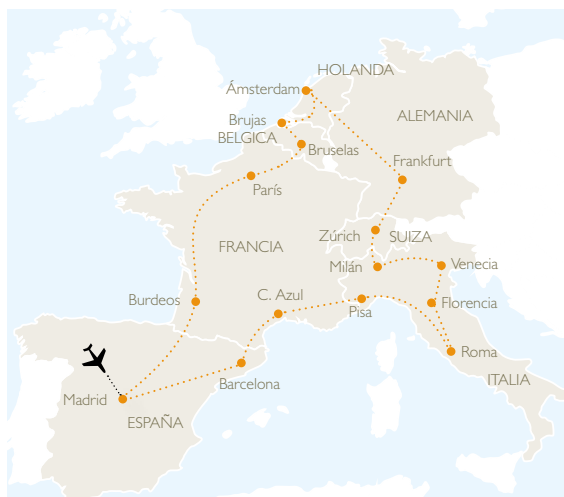 HOLANDA
Ámsterdam
ALEMANIA
Brujas
BELGICA
Bruselas
Frankfurt
París
Zúrich
SUIZA
FRANCIA
Milán
Venecia
Burdeos
C. Azul
Pisa
Florencia
Roma
Barcelona
ITALIA
Madrid
ESPAÑA